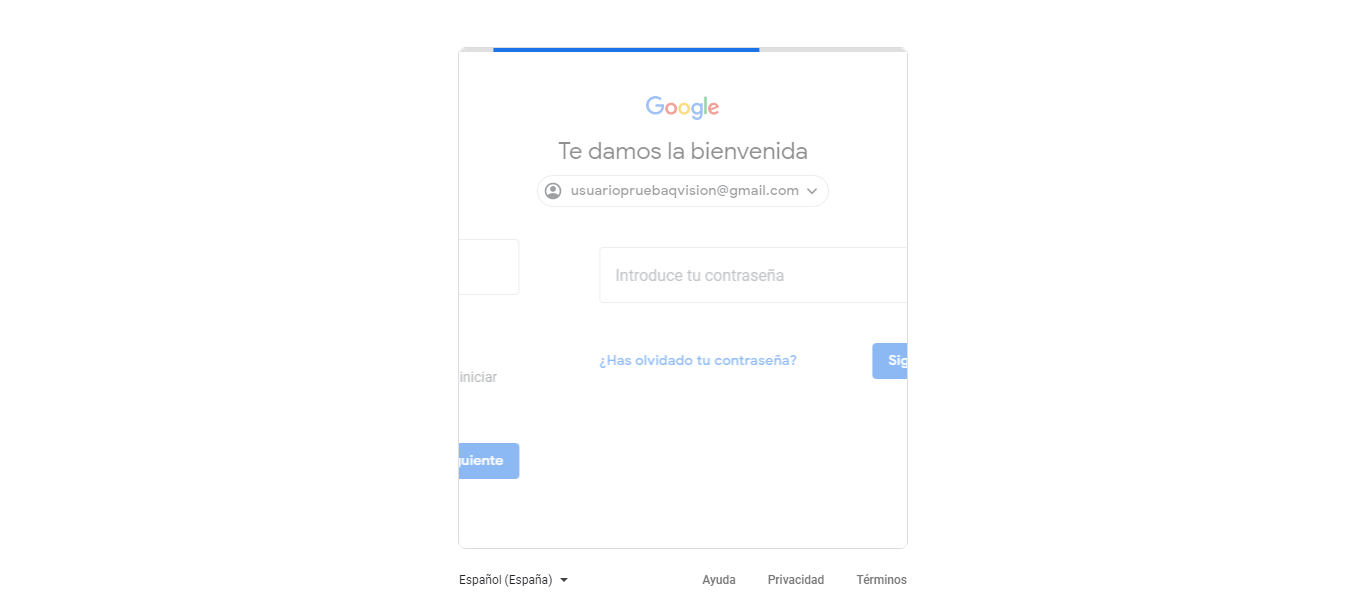 Google
Te damos la bienvenida
usuariopruebaqvision@gmail.com
Introduce tu contraseña
¿Has olvidado tu contraseña?
Sig
iniciar
guiente
Español (España)
Ayuda
Privacidad
Términos